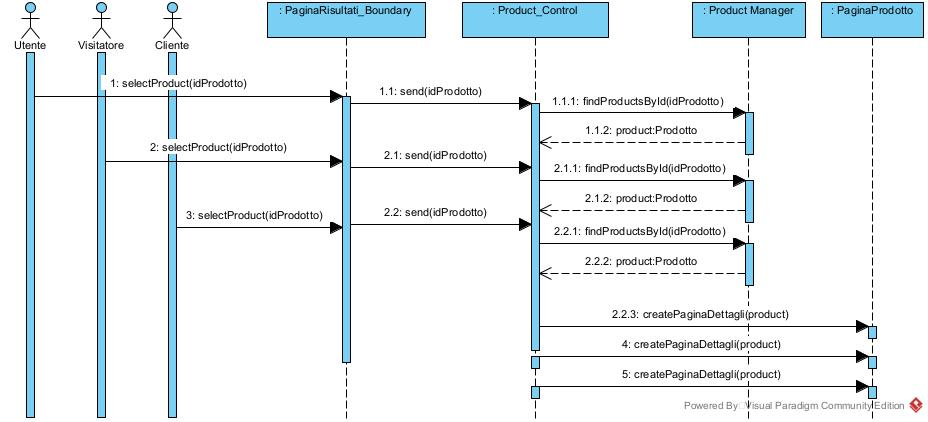 : PaginaRisultati_Boundary
: Product_Control
: Product Manager
: PaginaProdotto
Utente
Visitatore
Cliente
1: selectProduct(idProdotto)
1.1: send(idProdotto)
1.1.1: findProductsById(idProdotto)
1.1.2: product:Prodotto
2: selectProduct(idProdotto)
2.1: send(idProdotto)
2.1.1: findProductsById(idProdotto)
2.1.2: product:Prodotto
3: selectProduct(idProdotto)
2.2: send(idProdotto)
2.2.1: findProductsById(idProdotto)
2.2.2: product:Prodotto
2.2.3: createPaginaDettagli(product)
4: createPaginaDettagli(product)
5: createPaginaDettagli(product)
Powered By Visual Paradigm Community Edition